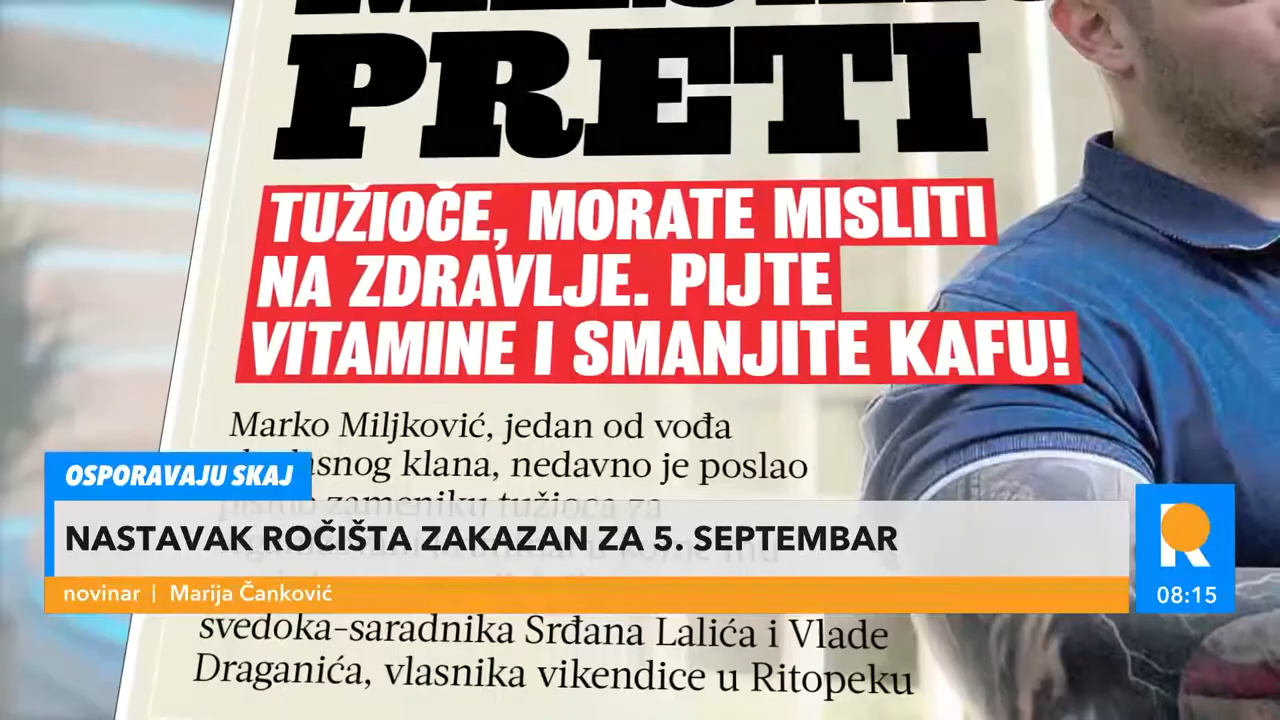 PRETI
TUŽIOČE, MORATE MISLITI
NA ZDRAVLJE. PIJTE
VITAMINE I SMANJITE KAFU!
Marko Miljković, jedan od vođa
klana, nedavno je poslao
OSPORAVAJU SKAJ
NASTAVAK ROČIŠTA ZAKAZAN ZA 5. SEPTEMBAR
novinar | Marija Čanković
08:15
svedoka-saradnika Srđana Lalića i Vlade
Draganića, vlasnika vikendice u Ritopeku